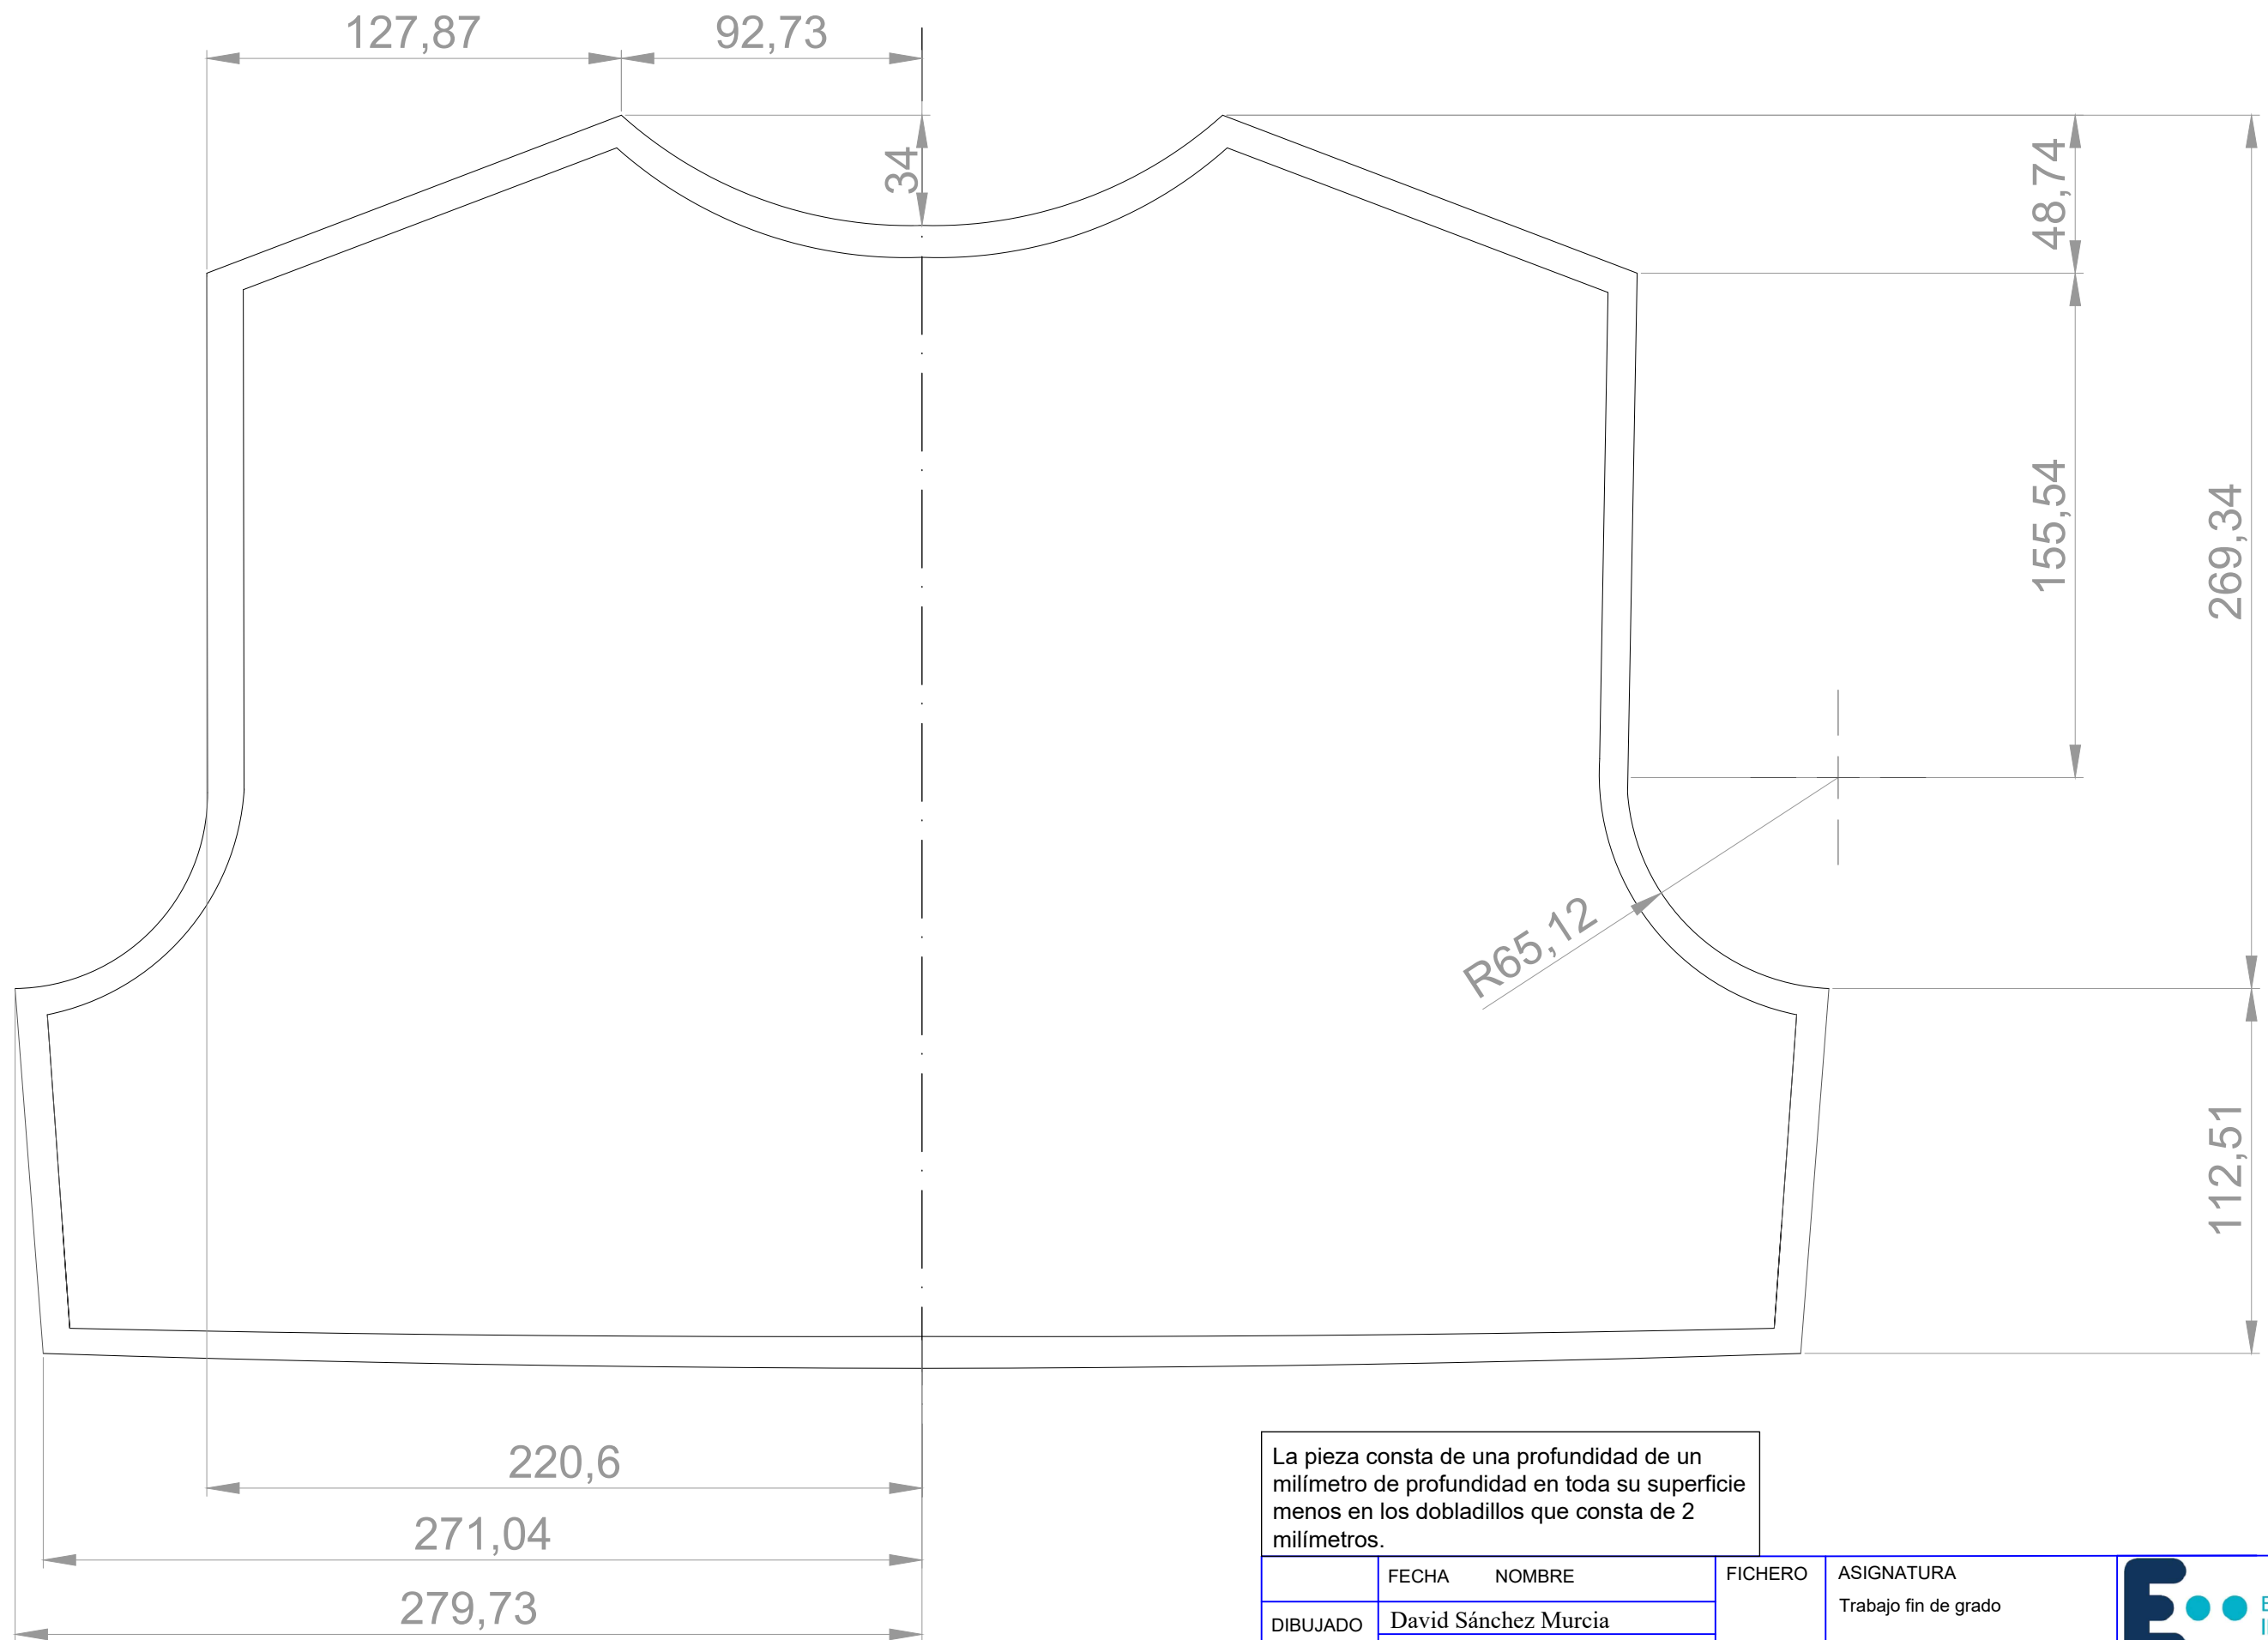 127,87
92,73
34
48,74
155,54
269,34
R65,12
112,51
220,6
271,04
279,73
La pieza consta de una profundidad de un
milímetro de profundidad en toda su superficie
menos en los dobladillos que consta de 2
milímetros.
FECHA NOMBRE
FICHERO
ASIGNATURA
Trabajo fin de grado
DIBUJADO
David Sánchez Murcia